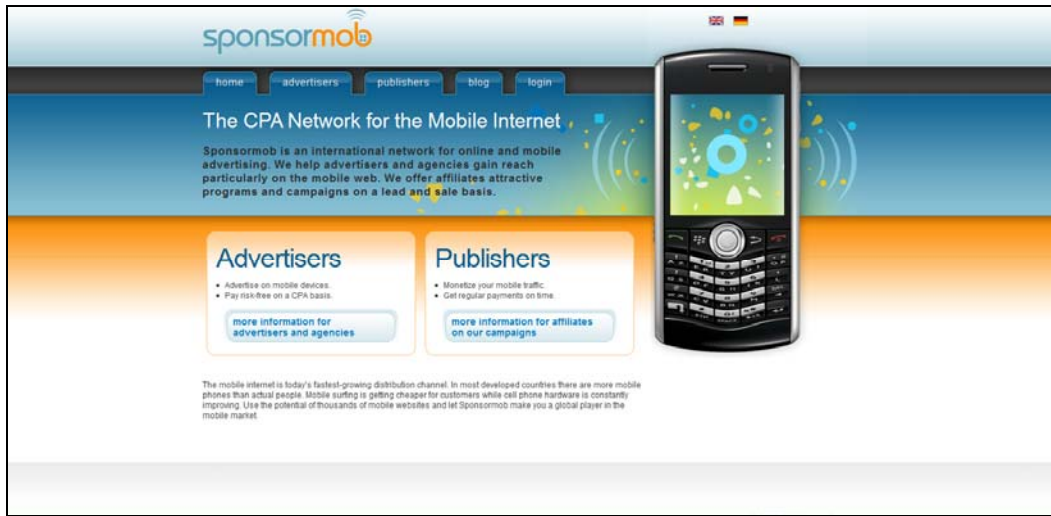 sponsormob
home advertisers publishers blog login
The CPA Network for the Mobile Internet
Sponsormob is an international network for online and mobile
advertising. We help advertisers and agencies gain reach
particularly on the mobile web. We offer affiliates attractive
programs and campaigns on a lead and sale basis.
Advertisers
Advertise on mobile devices.
Pay risk-free on a CPA basis.
more information for
advertisers and agencies
Publishers
Monetize your mobile traffic.
Get regular payments on time.
more information for affiliates
on our campaigns
The mobile internet is today's fastest-growing distribution channel. In most developed countries there are more mobile
phones than actual people. Mobile surfing is getting cheaper for customers while cell phone hardware is constantly
improving. Use the potential of thousands of mobile websites and let Sponsormob make you a global player in the
mobile market.